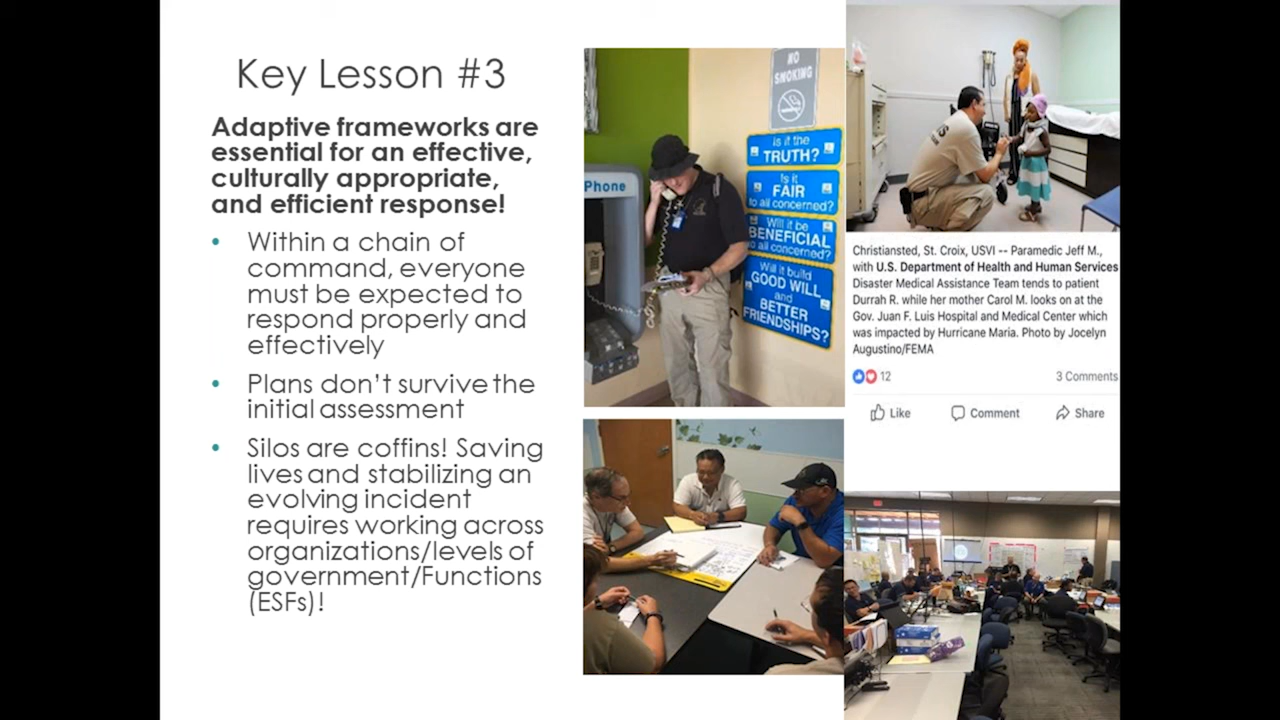 Key Lesson #3
Adaptive frameworks are
essential for an effective,
culturally appropriate,
and efficient response!
• Within a chain of
command, everyone
must be expected to
respond properly and
effectively
• Plans don't survive the
initial assessment
• Silos are coffins! Saving
lives and stabilizing an
evolving incident
requires working across
organizations/levels of
government/Functions
(ESFs)!
Phone
NO
SMOKING
Is it the
TRUTH?
Is it
FAIR
to all concerned?
Will it be
BENEFICIAL
to all concerned?
Will it build
GOOD WILL
and
BETTER
FRIENDSHIPS?
Christiansted, St. Croix, USVI -- Paramedic Jeff M.,
with U.S. Department of Health and Human Services
Disaster Medical Assistance Team tends to patient
Durrah R. while her mother Carol M. looks on at the
Gov. Juan F. Luis Hospital and Medical Center which
was impacted by Hurricane Maria. Photo by Jocelyn
Augustino/FEMA
12
3 Comments
Like
Comment
Share